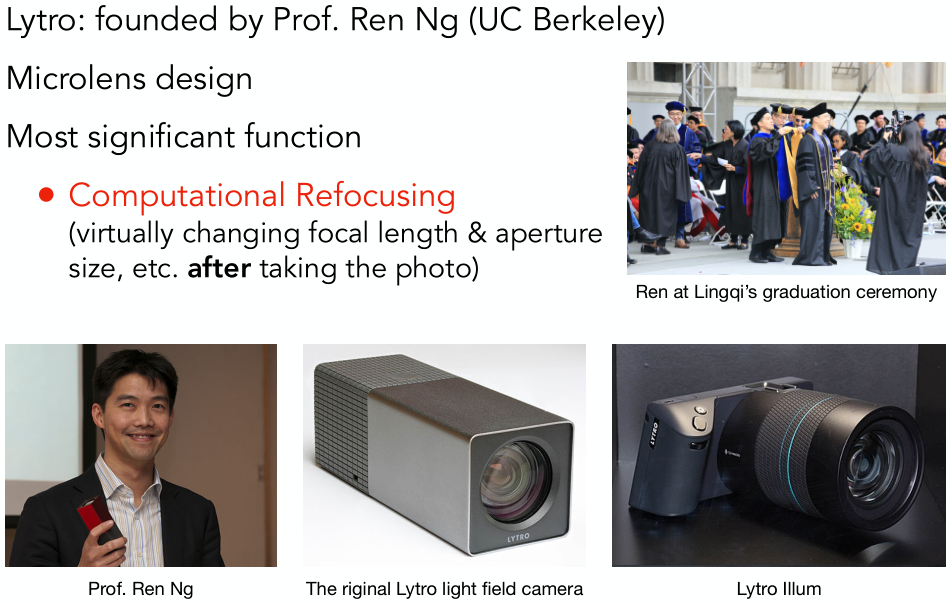 Lytro: founded by Prof. Ren Ng (UC Berkeley)
Microlens design
Most significant function
• Computational Refocusing
(virtually changing focal length & aperture
size, etc. after taking the photo)
Ren at Lingqi's graduation ceremony
LYTRO
LYTRO
Prof. Ren Ng
The riginal Lytro light field camera
Lytro Illum